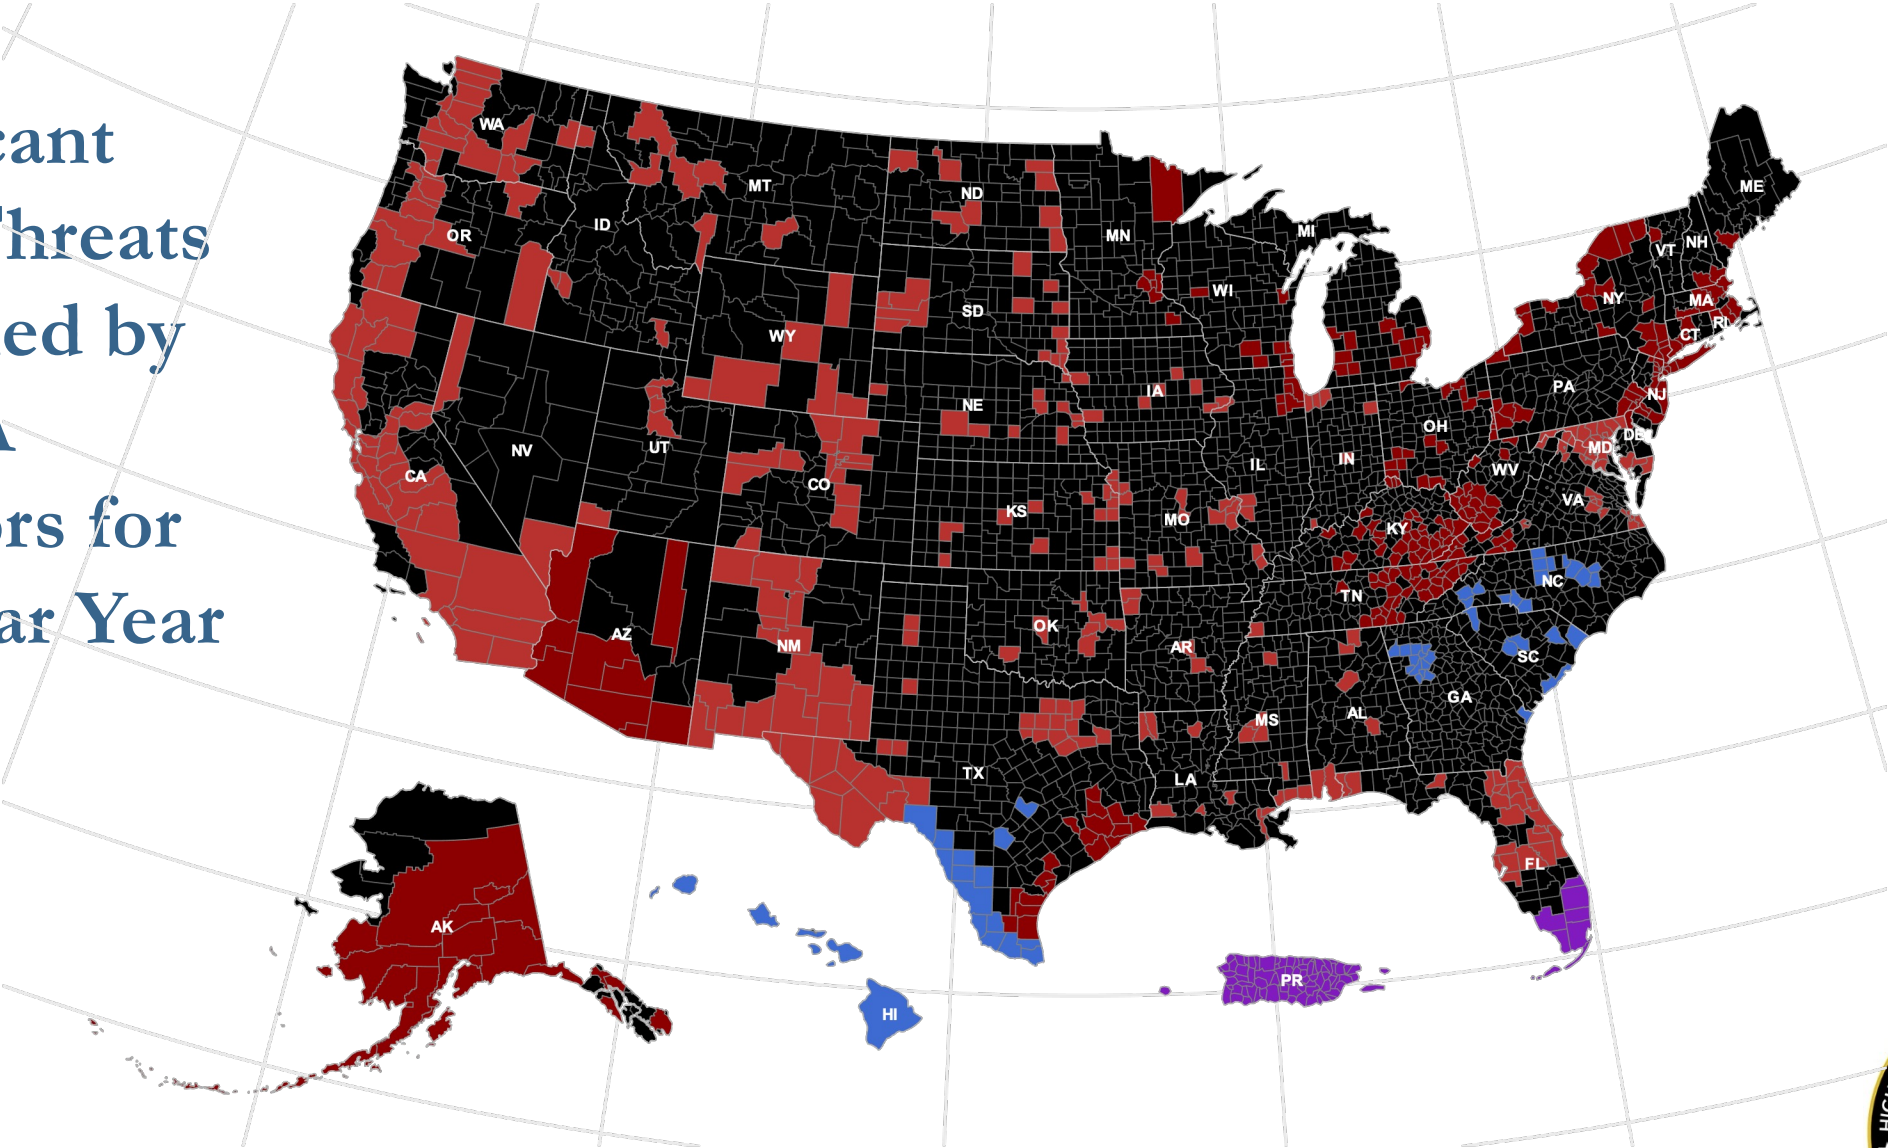 cant
Threats
ed by
A
ors for
ar Year
WA
MT
ND
MN
MI
ME
OR
ID
SD
WI
NY
VT
NH
MA
CT
RI
WY
NE
IA
PA
NJ
NV
UT
CO
CA
KS
MO
IL
IN
OH
WV
MD
DE
VA
KY
TN
NC
AZ
NM
OK
AR
SC
MS
AL
GA
TX
LA
FL
AK
HI
PR
HIGH